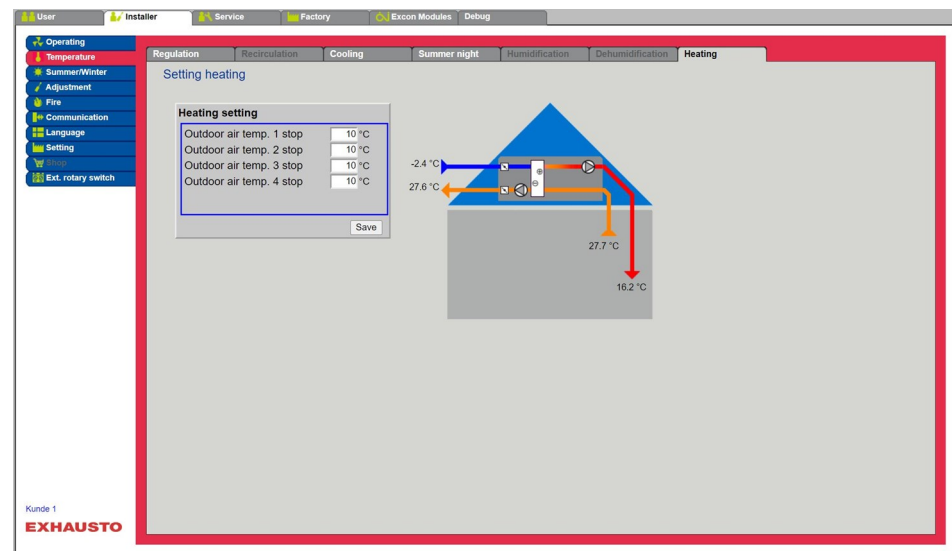 User
Installer
Service
Factory
Excon Modules
Debug
Operating
Temperature
Summer/Winter
Adjustment
Fire
Communication
Language
Setting
Shop
Ext. rotary switch
Regulation
Recirculation
Cooling
Summer night
Humidification
Dehumidification
Heating
Setting heating
Heating setting
Outdoor air temp. 1 stop 10 °C
Outdoor air temp. 2 stop 10 °C
Outdoor air temp. 3 stop 10 °C
Outdoor air temp. 4 stop 10 °C
Save
-2.4 °C
27.6 °C
27.7 °C
16.2 °C
Kunde 1
EXHAUSTO